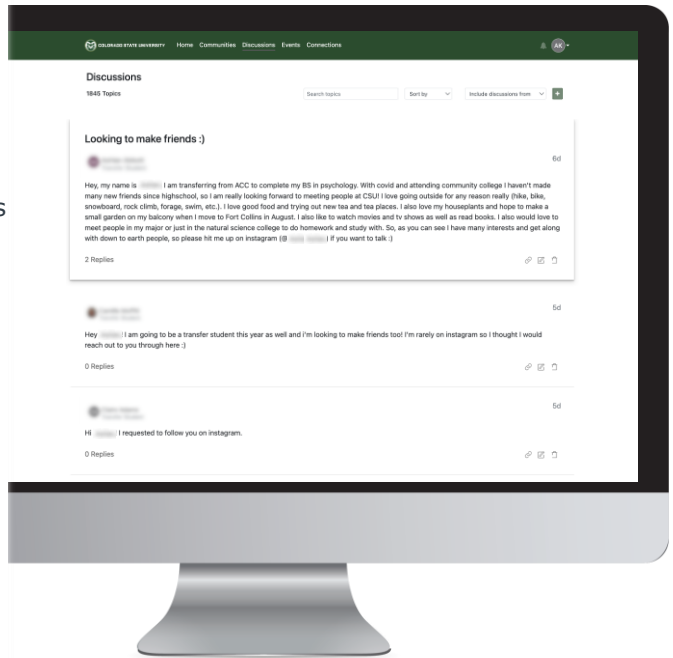 COLORADO STATE UNIVERSITY Home Communities Discussions Events Connections AK
Discussions
1845 Topics Search topics Sort by Include discussions from +
Looking to make friends :)
6d
Hey, my name is I am transferring from ACC to complete my BS in psychology. With covid and attending community college I haven't made
many new friends since highschool, so I am really looking forward to meeting people at CSU! I love going outside for any reason really (hike, bike,
snowboard, rock climb, forage, swim, etc.). I love good food and trying out new tea and tea places. I also love my houseplants and hope to make a
small garden on my balcony when I move to Fort Collins in August. I also like to watch movies and tv shows as well as read books. I also would love to
meet people in my major or just in the natural science college to do homework and study with. So, as you can see I have many interests and get along
with down to earth people, so please hit me up on instagram (@ ) if you want to talk :)
2 Replies
s
5d
Hey ! I am going to be a transfer student this year as well and i'm looking to make friends too! I'm rarely on instagram so I thought I would
reach out to you through here :)
0 Replies
5d
Hi ! I requested to follow you on instagram.
0 Replies